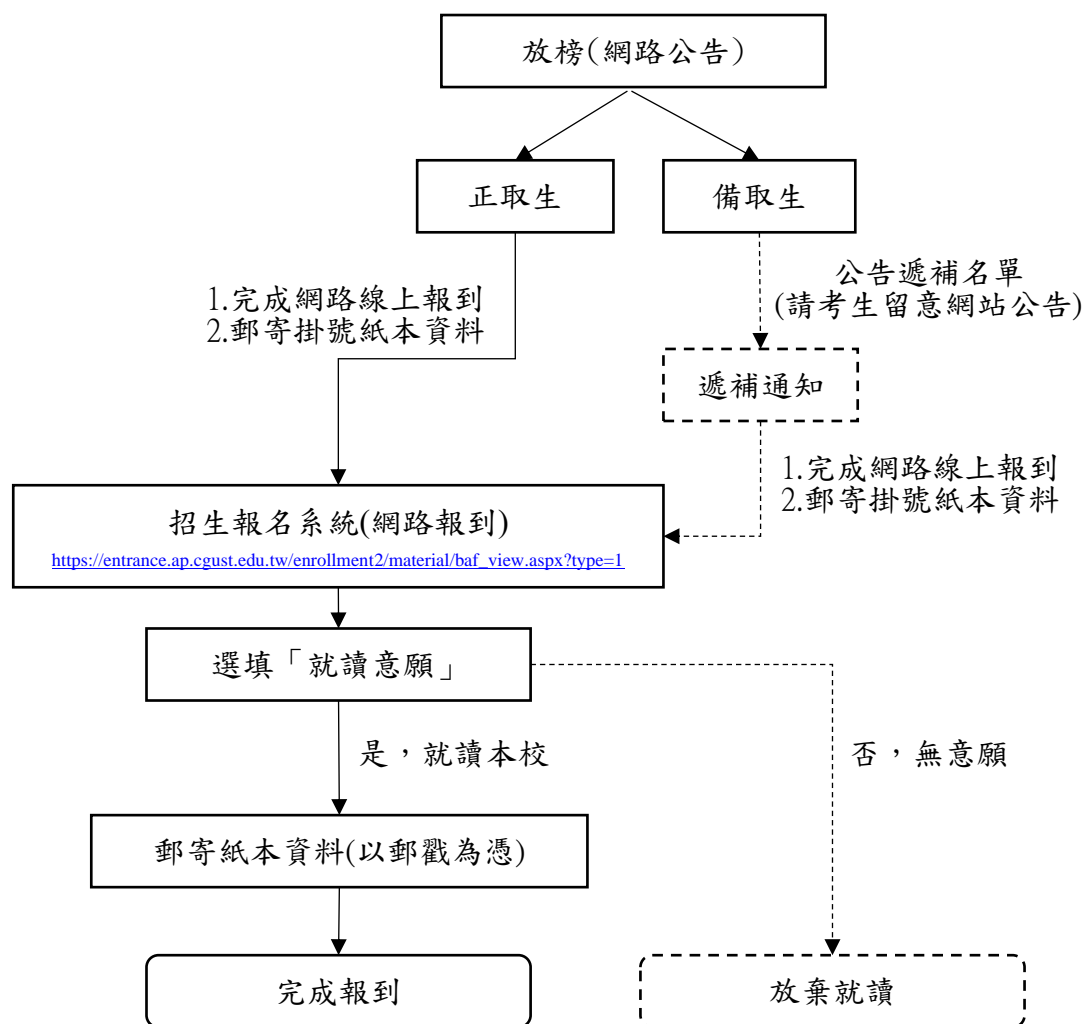 放榜(網路公告)
正取生
備取生
1.完成網路線上報到
2.郵寄掛號紙本資料
公告遞補名單
(請考生留意網站公告)
遞補通知
1.完成網路線上報到
2.郵寄掛號紙本資料
招生報名系統(網路報到)
https://entrance.ap.cgust.edu.tw/enrollment2/material/baf_view.aspx?type=1
選填「就讀意願」
是，就讀本校
否，無意願
郵寄紙本資料(以郵戳為憑)
完成報到
放棄就讀